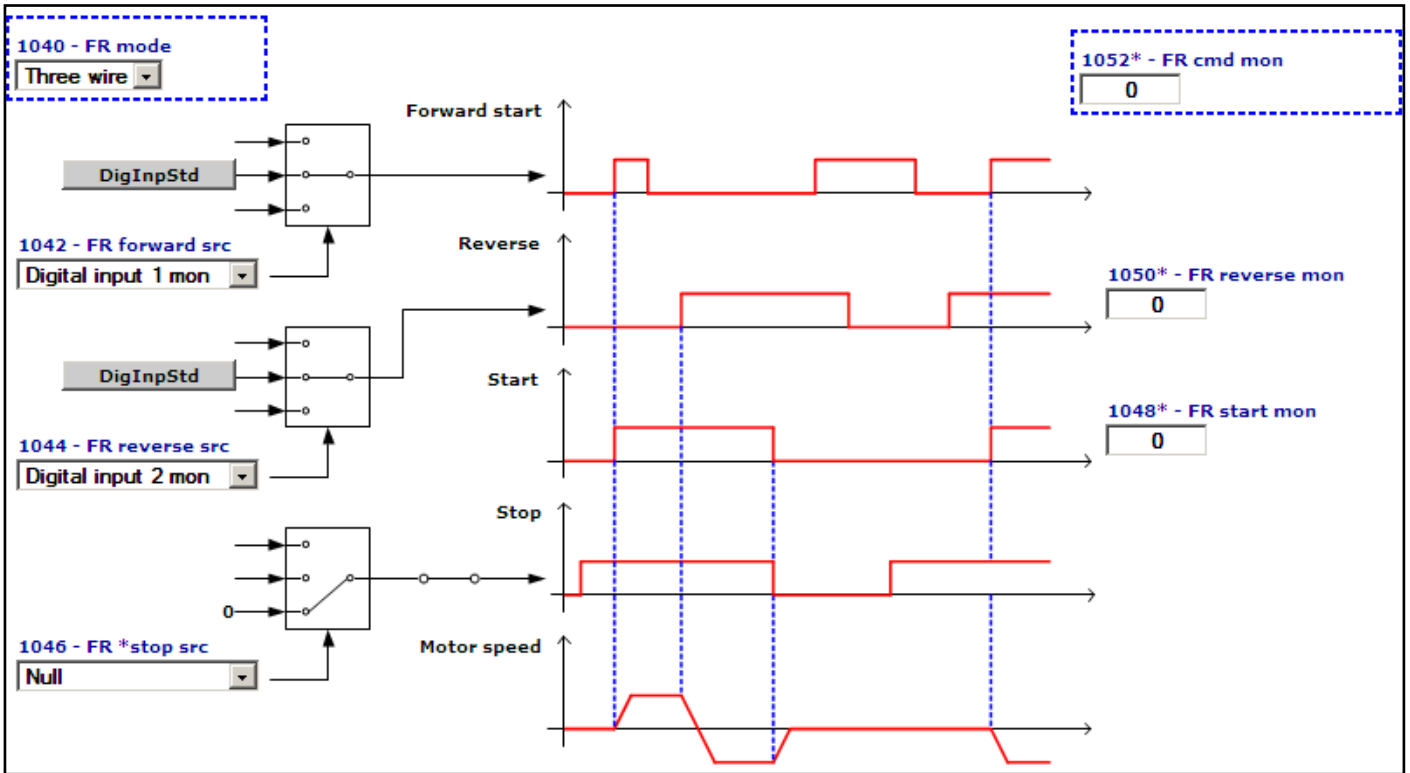 1040 - FR mode
Three wire
1052* - FR cmd mon
0
Forward start
DigInpStd
1042 - FR forward src
Digital input 1 mon
Reverse
1050* - FR reverse mon
0
DigInpStd
Start
1048* - FR start mon
0
1044 - FR reverse src
Digital input 2 mon
Stop
0
1046 - FR *stop src
Null
Motor speed